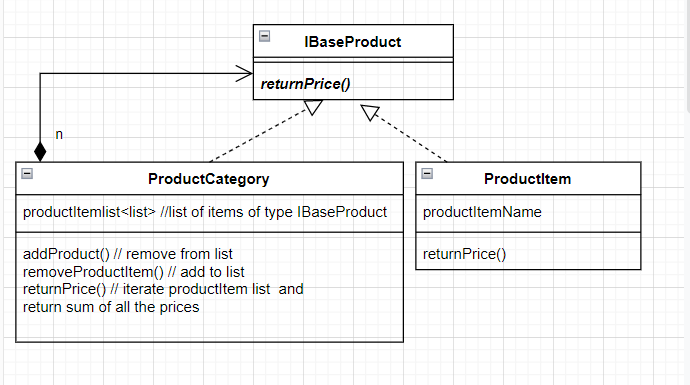 IBaseProduct
returnPrice()
n
ProductCategory
productItemlist<list> //list of items of type IBaseProduct
addProduct() // remove from list
removeProductItem() // add to list
returnPrice() // iterate productItem list and
return sum of all the prices
ProductItem
productItemName
returnPrice()